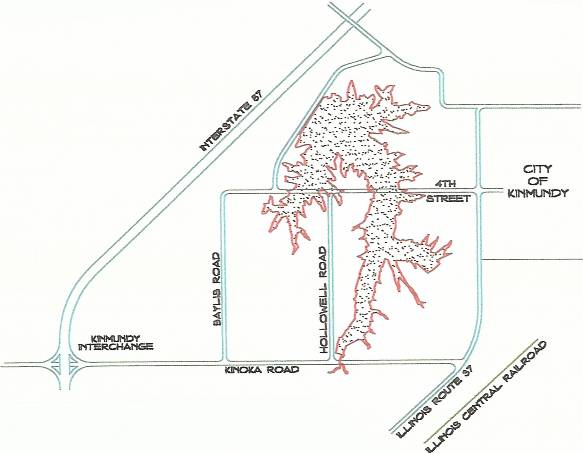 INTERSTATE 57
CITY
OF
KINMUNDY
4TH
STREET
BAYLIS ROAD
HOLLOWELL ROAD
KINMUNDY
INTERCHANGE
KINOKA ROAD
ILLINOIS ROUTE 37
ILLINOIS CENTRAL RAILROAD